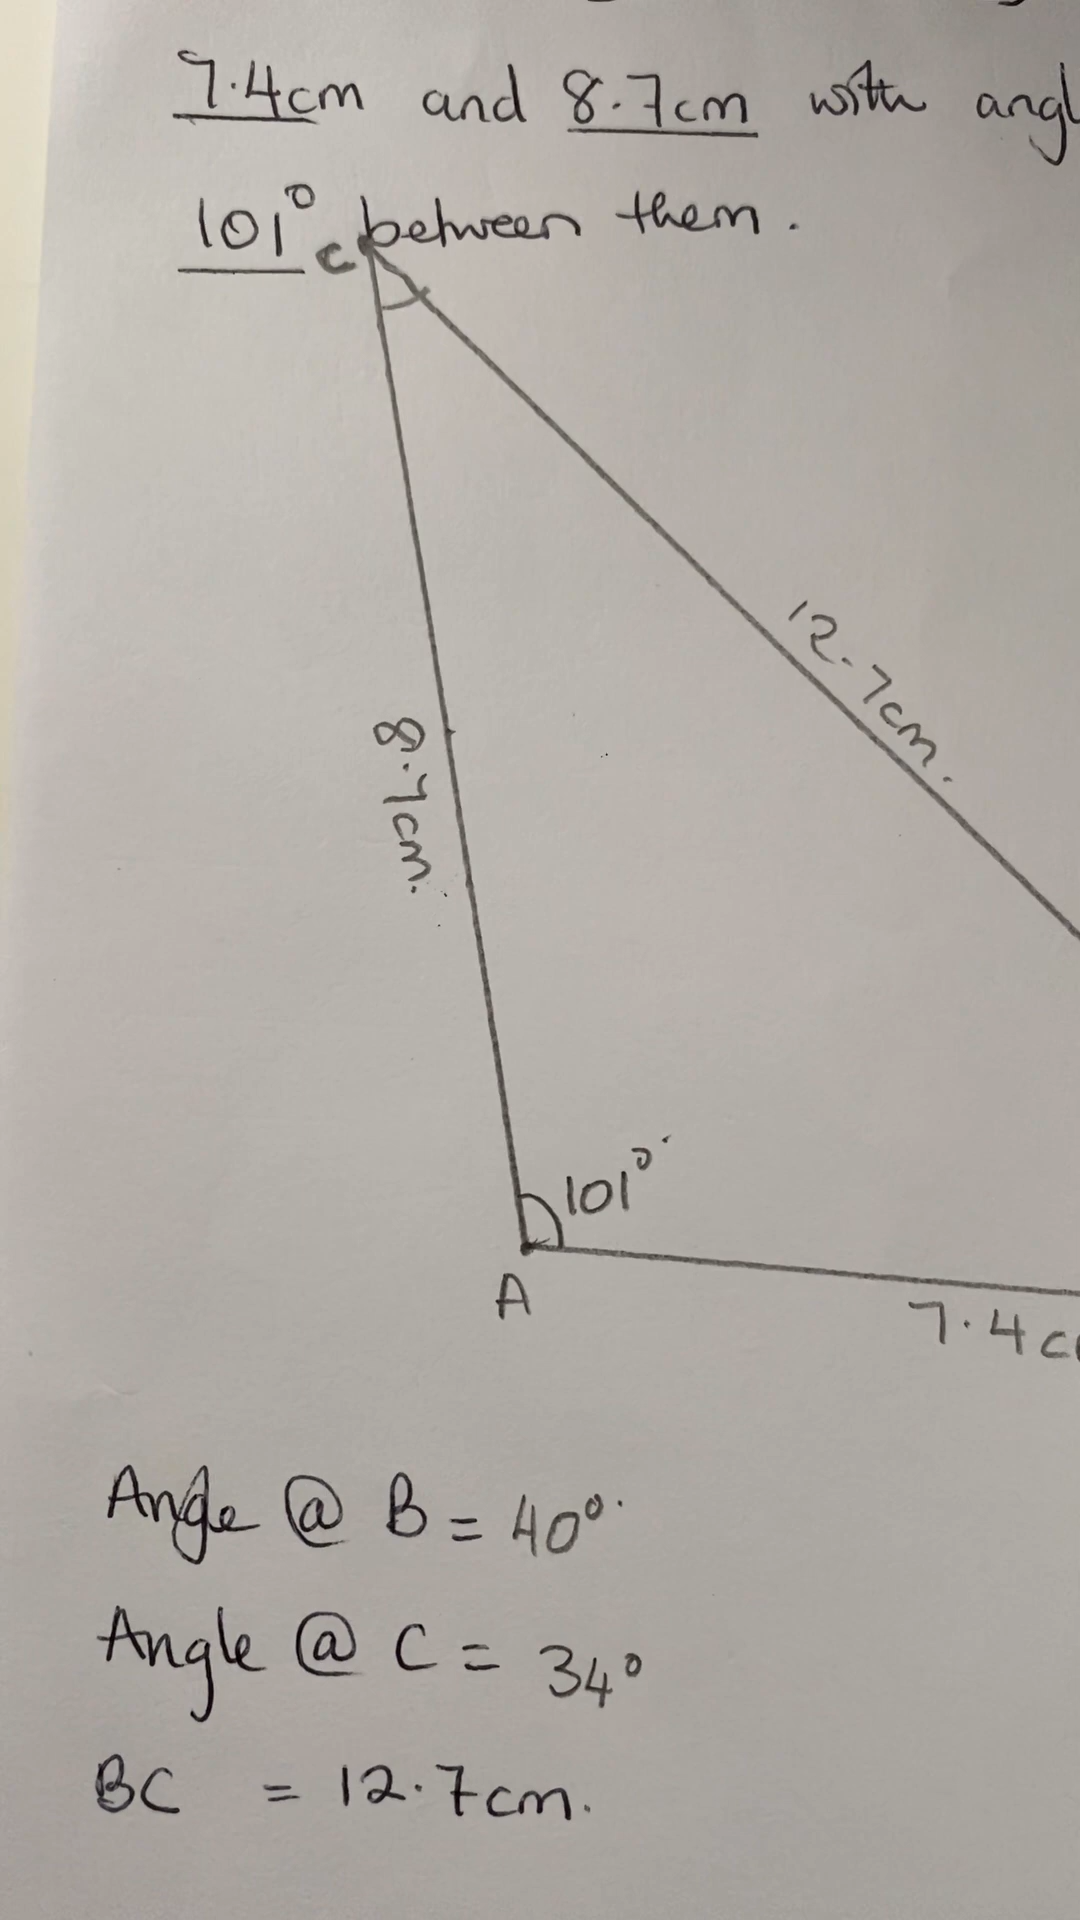 7.4cm and 8.7cm with angl
101° between them.
C
12.7cm.
8.7cm.
101°
A
7.4c
Angle @ B = 40°.
Angle @ C = 34°
BC = 12.7cm.